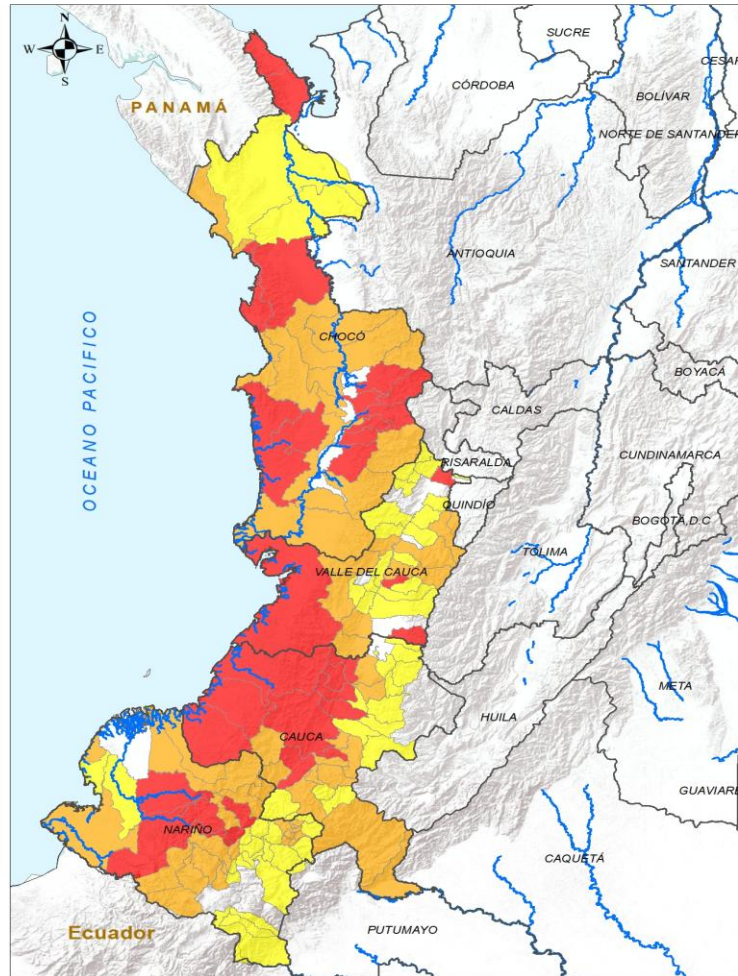 N
W E
S
SUCRE
CÓRDOBA
CESAR
BOLÍVAR
PANAMÁ
NORTE DE SANTANDER
ANTIOQUIA
SANTANDER
OCEANO PACIFICO
CHOCÓ
BOYACÁ
CALDAS
CUNDINAMARCA
RISARALDA
QUINDÍO
BOGOTÁ,D.C
TOLIMA
VALLE DEL CAUCA
META
HUILA
CAUCA
GUAVIARE
NARIÑO
CAQUETÁ
Ecuador
PUTUMAYO